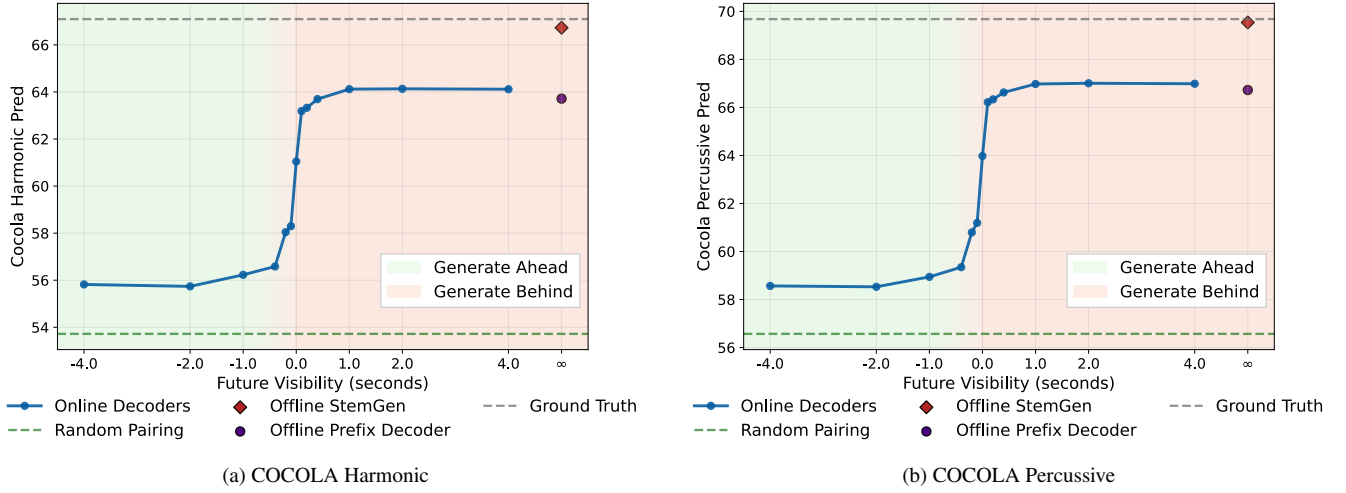 Cocola Harmonic Pred
66
64
62
60
58
56
54
-4.0 -2.0 -1.0 0.0 1.0 2.0 4.0 ∞
Future Visibility (seconds)
Generate Ahead
Generate Behind
Online Decoders
Random Pairing
Offline StemGen
Offline Prefix Decoder
Ground Truth
(a) COCOLA Harmonic
Cocola Percussive Pred
70
68
66
64
62
60
58
56
-4.0 -2.0 -1.0 0.0 1.0 2.0 4.0 ∞
Future Visibility (seconds)
Generate Ahead
Generate Behind
Online Decoders
Random Pairing
Offline StemGen
Offline Prefix Decoder
Ground Truth
(b) COCOLA Percussive